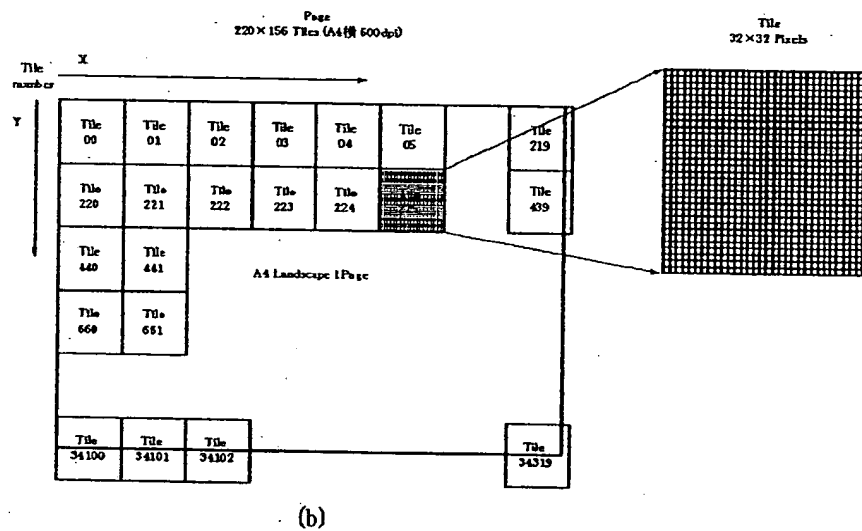 Page
220×156 Tiles (A4横 600dpi)
Tile
32×32 Pixels
Tile
number
X
Y
Tile
00
Tile
01
Tile
02
Tile
03
Tile
04
Tile
05
Tile
219
Tile
220
Tile
221
Tile
222
Tile
223
Tile
224
Tile
439
Tile
440
Tile
441
A4 Landscape 1Page
Tile
660
Tile
661
Tile
34100
Tile
34101
Tile
34102
Tile
34319
(b)